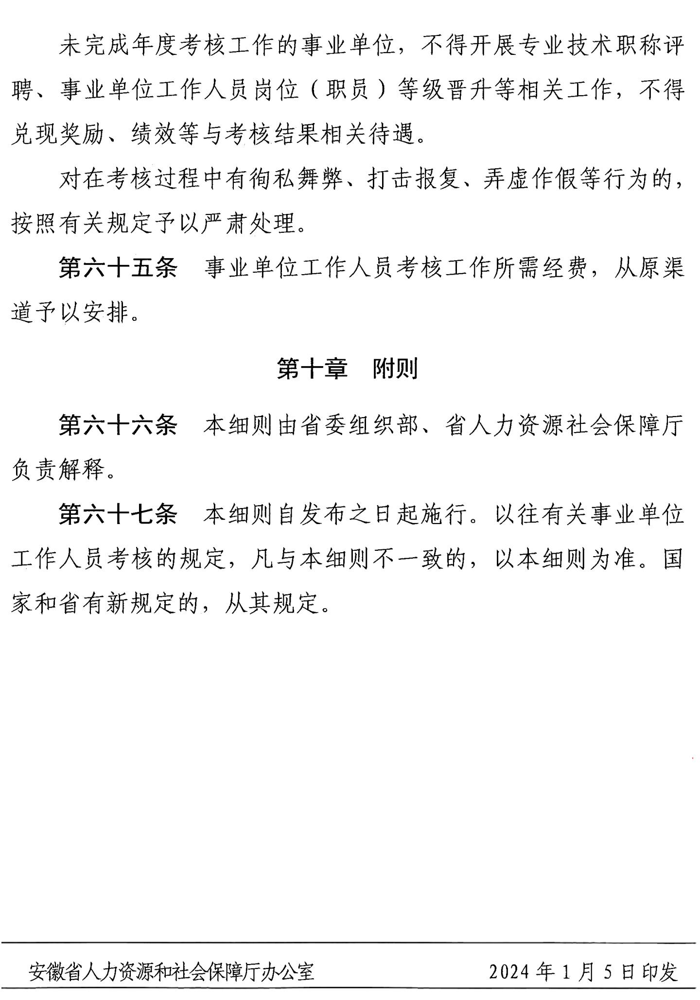 未完成年度考核工作的事业单位，不得开展专业技术职称评
聘、事业单位工作人员岗位（职员）等级晋升等相关工作，不得
兑现奖励、绩效等与考核结果相关待遇。
对在考核过程中有徇私舞弊、打击报复、弄虚作假等行为的，
按照有关规定予以严肃处理。
第六十五条　事业单位工作人员考核工作所需经费，从原渠
道予以安排。
第十章　附则
第六十六条　本细则由省委组织部、省人力资源社会保障厅
负责解释。
第六十七条　本细则自发布之日起施行。以往有关事业单位
工作人员考核的规定，凡与本细则不一致的，以本细则为准。国
家和省有新规定的，从其规定。
安徽省人力资源和社会保障厅办公室　2024 年 1 月 5 日印发